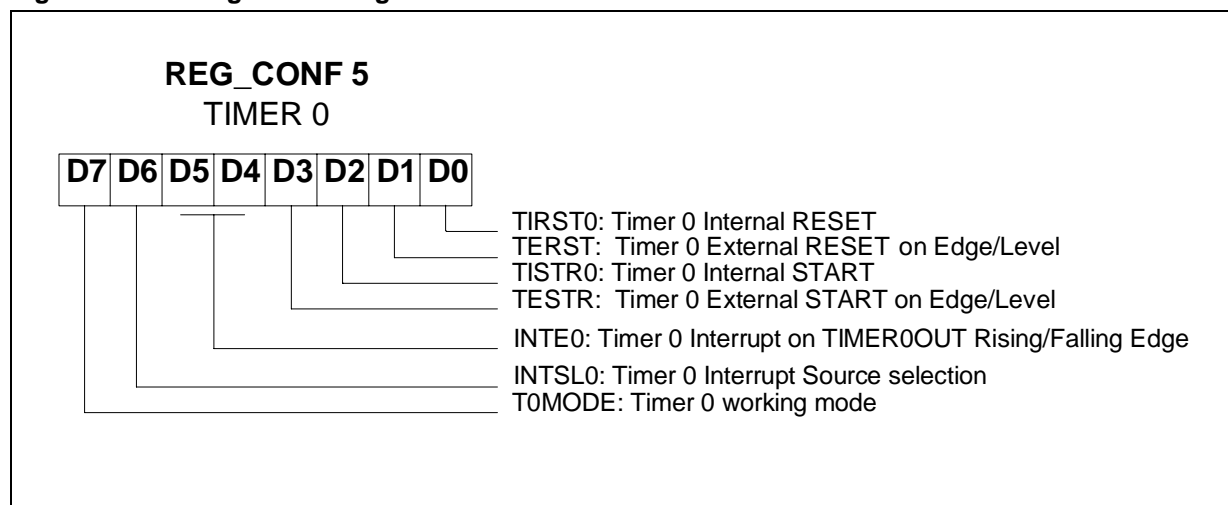 REG_CONF 5
TIMER 0
D7 D6 D5 D4 D3 D2 D1 D0
TIRST0: Timer 0 Internal RESET
TERST: Timer 0 External RESET on Edge/Level
TISTR0: Timer 0 Internal START
TESTR: Timer 0 External START on Edge/Level
INTE0: Timer 0 Interrupt on TIMER0OUT Rising/Falling Edge
INTSL0: Timer 0 Interrupt Source selection
T0MODE: Timer 0 working mode